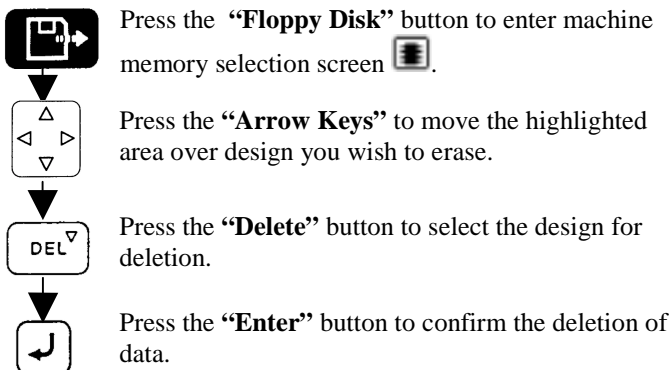 Press the “Floppy Disk” button to enter machine
memory selection screen .
Press the “Arrow Keys” to move the highlighted
area over design you wish to erase.
DEL
Press the “Delete” button to select the design for
deletion.
Press the “Enter” button to confirm the deletion of
data.